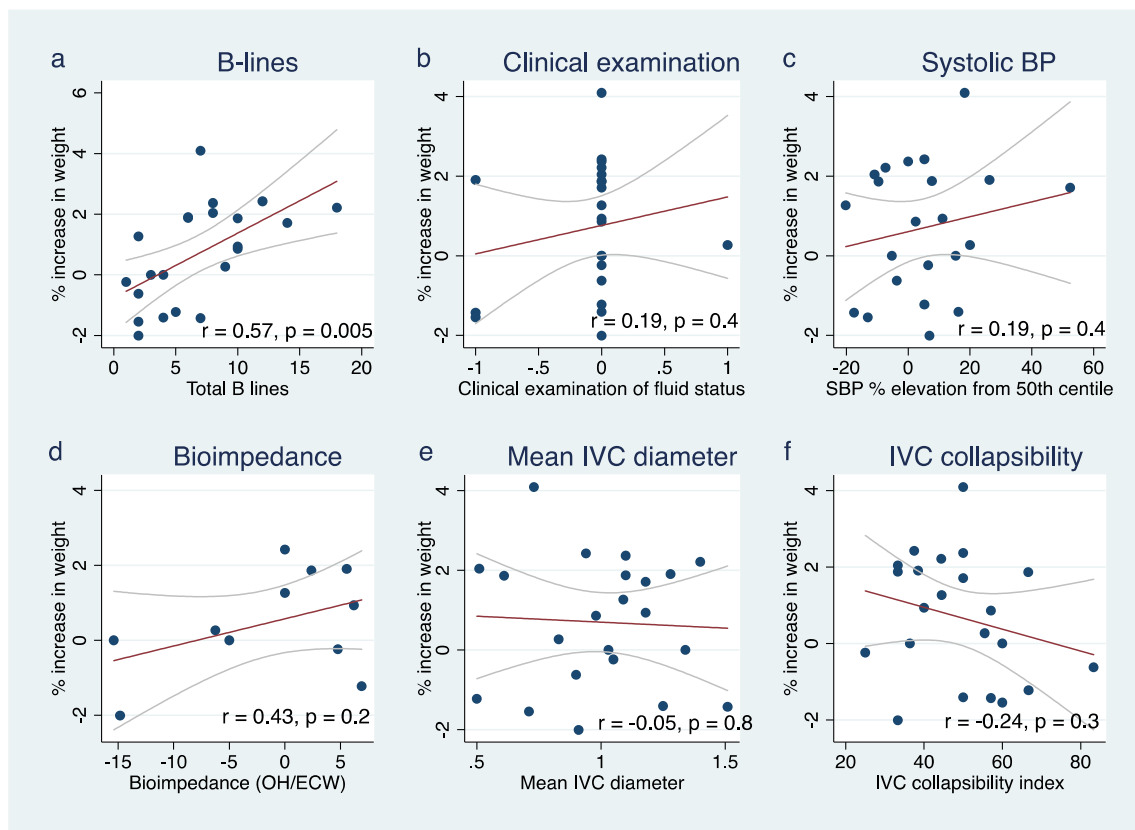 a B-lines
% increase in weight
6
4
2
0
-2
r = 0.57, p = 0.005
0 5 10 15 20
Total B lines
b Clinical examination
% increase in weight
4
2
0
-2
r = 0.19, p = 0.4
-1 -.5 0 .5 1
Clinical examination of fluid status
c Systolic BP
% increase in weight
4
2
0
-2
r = 0.19, p = 0.4
-20 0 20 40 60
SBP % elevation from 50th centile
d Bioimpedance
% increase in weight
4
2
0
-2
r = 0.43, p = 0.2
-15 -10 -5 0 5
Bioimpedance (OH/ECW)
e Mean IVC diameter
% increase in weight
4
2
0
-2
r = -0.05, p = 0.8
.5 1 1.5
Mean IVC diameter
f IVC collapsibility
% increase in weight
4
2
0
-2
r = -0.24, p = 0.3
20 40 60 80
IVC collapsibility index